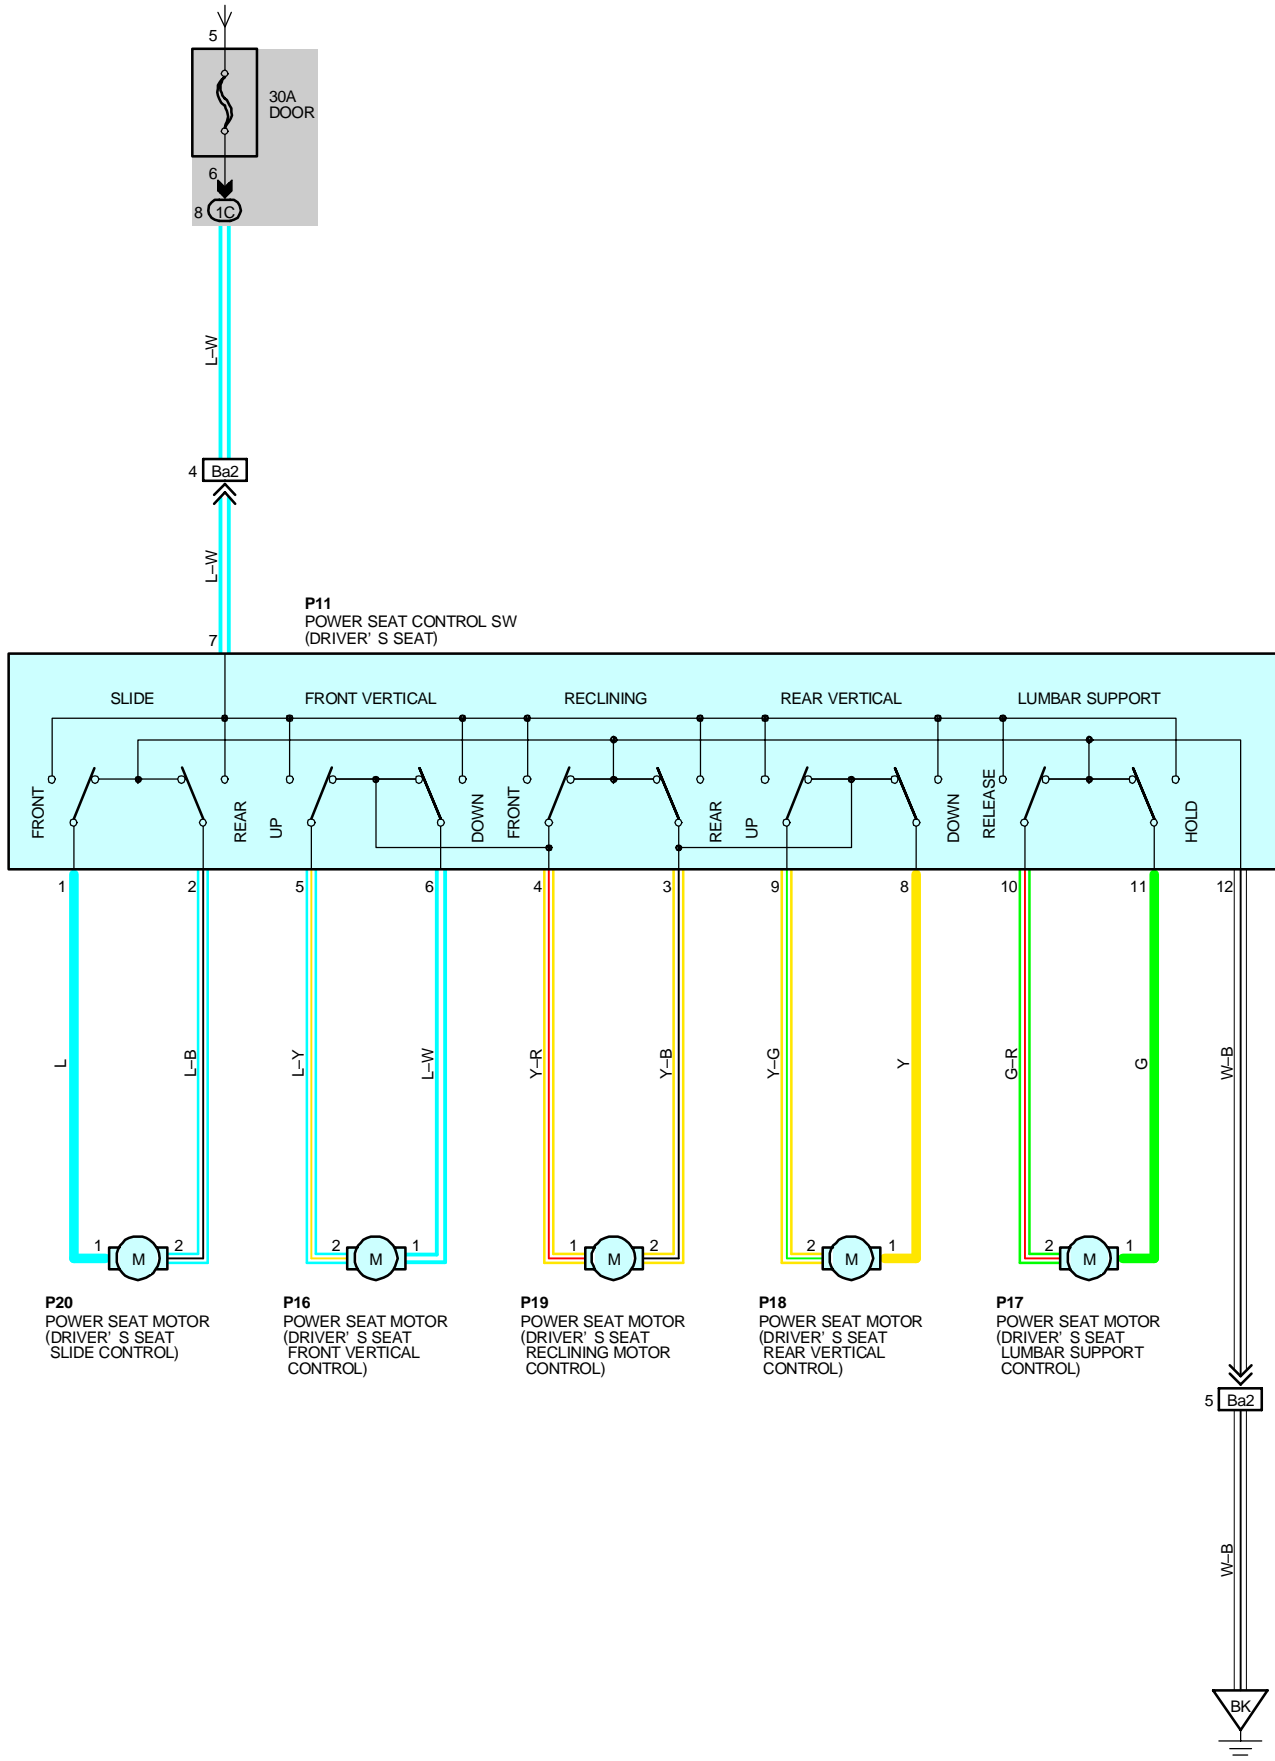 5
30A
DOOR
6
8 1C
L–W
4 Ba2
L–W
P11
POWER SEAT CONTROL SW
(DRIVER' S SEAT)
7
SLIDE FRONT VERTICAL RECLINING REAR VERTICAL LUMBAR SUPPORT
FRONT REAR UP DOWN FRONT REAR UP DOWN RELEASE HOLD
1 2 5 6 4 3 9 8 10 11 12
L L–B L–Y L–W Y–R Y–B Y–G Y G–R G W–B
1 M 2 2 M 1 1 M 2 2 M 1 2 M 1
P20
POWER SEAT MOTOR
(DRIVER' S SEAT
SLIDE CONTROL)
P16
POWER SEAT MOTOR
(DRIVER' S SEAT
FRONT VERTICAL
CONTROL)
P19
POWER SEAT MOTOR
(DRIVER' S SEAT
RECLINING MOTOR
CONTROL)
P18
POWER SEAT MOTOR
(DRIVER' S SEAT
REAR VERTICAL
CONTROL)
P17
POWER SEAT MOTOR
(DRIVER' S SEAT
LUMBAR SUPPORT
CONTROL)
5 Ba2
W–B
BK